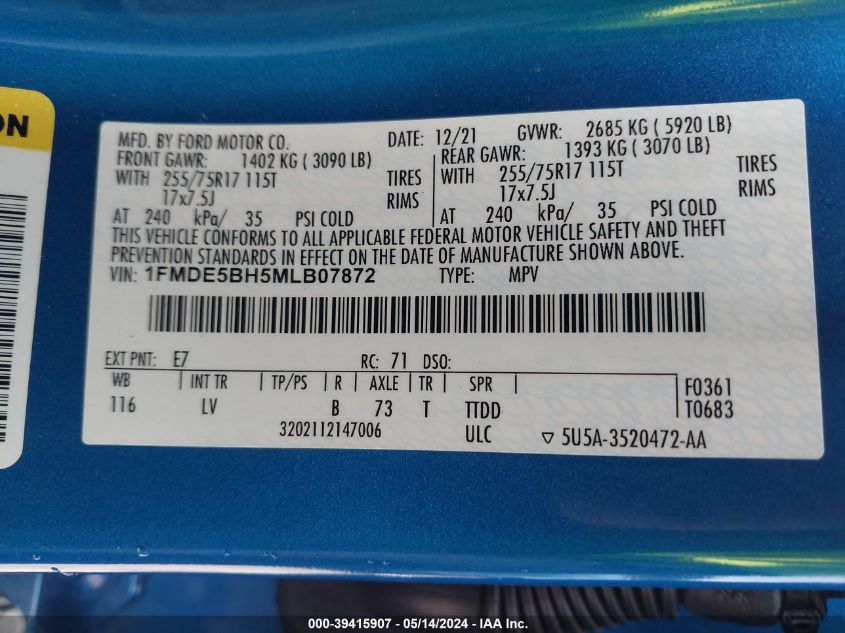 ON
MFD. BY FORD MOTOR CO. DATE: 12/21 GVWR: 2685 KG ( 5920 LB)
FRONT GAWR: 1402 KG ( 3090 LB) REAR GAWR: 1393 KG ( 3070 LB)
WITH 255/75R17 115T TIRES WITH 255/75R17 115T TIRES
17x7.5J RIMS 17x7.5J RIMS
AT 240 kPa/ 35 PSI COLD AT 240 kPa/ 35 PSI COLD
THIS VEHICLE CONFORMS TO ALL APPLICABLE FEDERAL MOTOR VEHICLE SAFETY AND THEFT
PREVENTION STANDARDS IN EFFECT ON THE DATE OF MANUFACTURE SHOWN ABOVE.
VIN: 1FMDE5BH5MLB07872 TYPE: MPV
EXT PNT: E7 RC: 71 DSO:
WB INT TR TP/PS R AXLE TR SPR F0361
116 LV B 73 T TTDD T0683
3202112147006 ULC ▽ 5U5A-3520472-AA
000-39415907 - 05/14/2024 - IAA Inc.